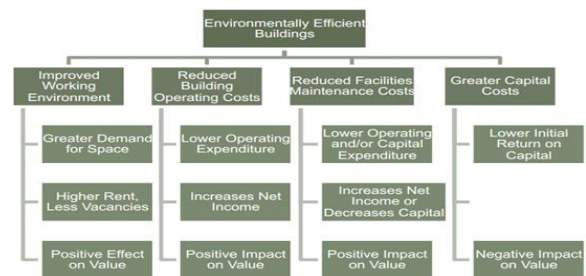 Environmentally Efficient
Buildings
Improved
Working
Environment
Reduced
Building
Operating Costs
Reduced Facilities
Maintenance Costs
Greater Capital
Costs
Greater Demand
for Space
Lower Operating
Expenditure
Lower Operating
and/or Capital
Expenditure
Lower Initial
Return on
Capital
Higher Rent,
Less Vacancies
Increases Net
Income
Increases Net
Income or
Decreases Capital
Positive Effect
on Value
Positive Impact
on Value
Positive Impact
on Value
Negative Impact
on Value